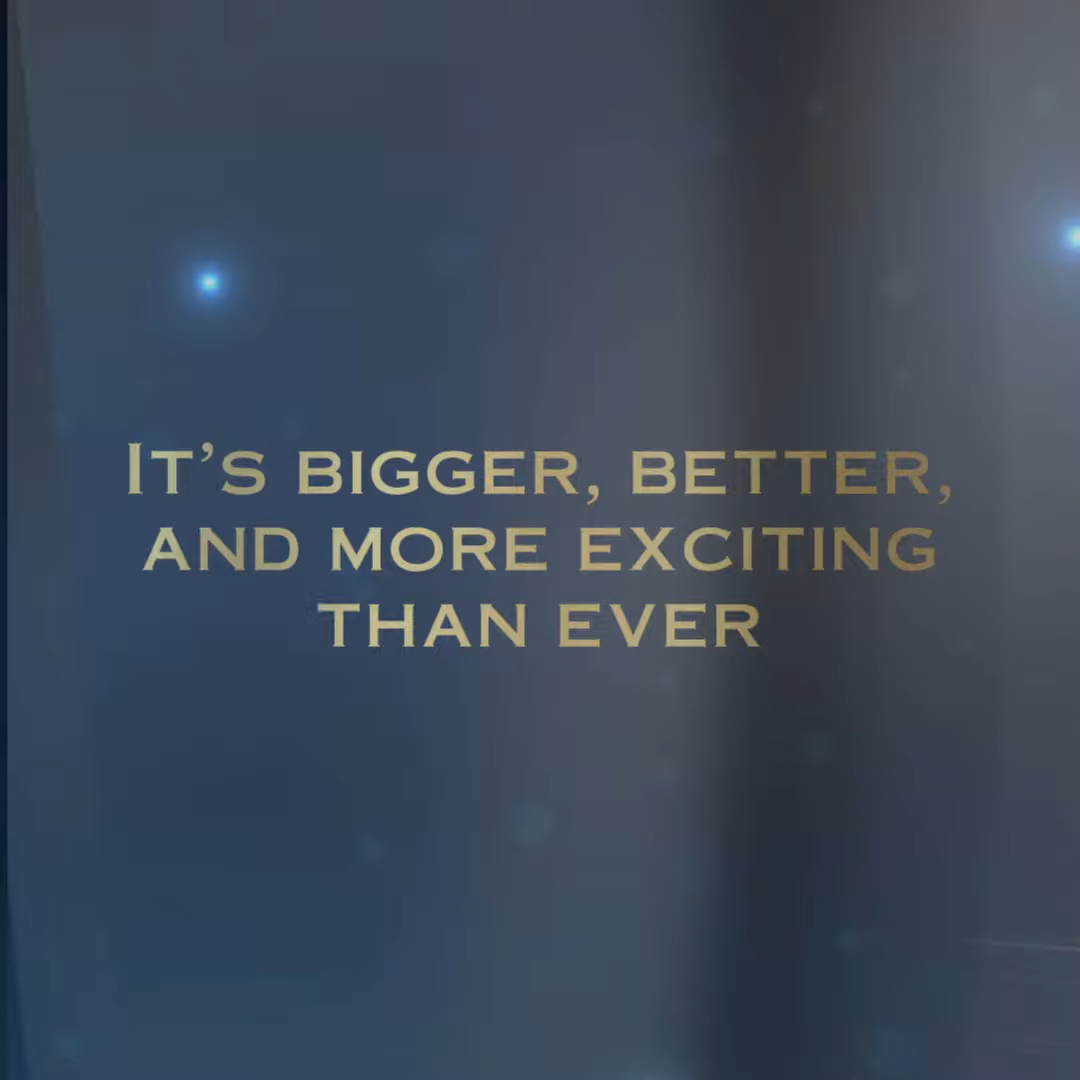 It's bigger, better,
and more exciting
than ever